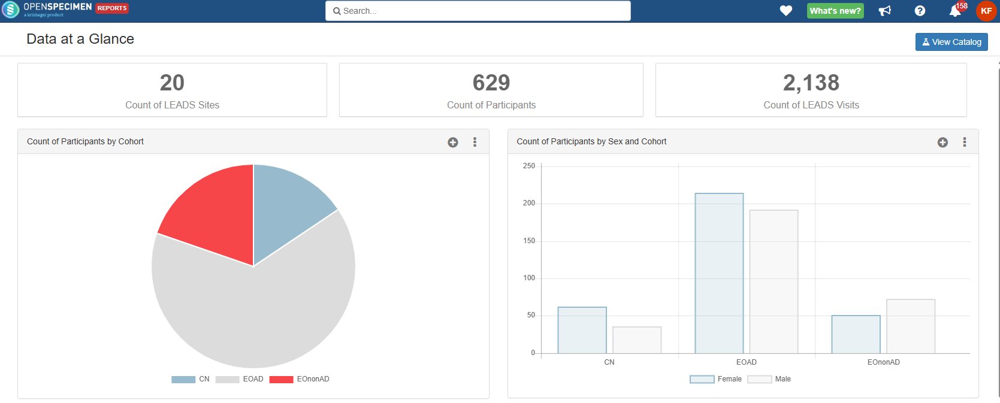 OPENSPECIMEN REPORTS
a krishagni product
Search...
What's new?
?
158
KF
Data at a Glance
View Catalog
20
Count of LEADS Sites
629
Count of Participants
2,138
Count of LEADS Visits
Count of Participants by Cohort
CN EOAD EOnonAD
Count of Participants by Sex and Cohort
250
200
150
100
50
0
CN EOAD EOnonAD
Female Male